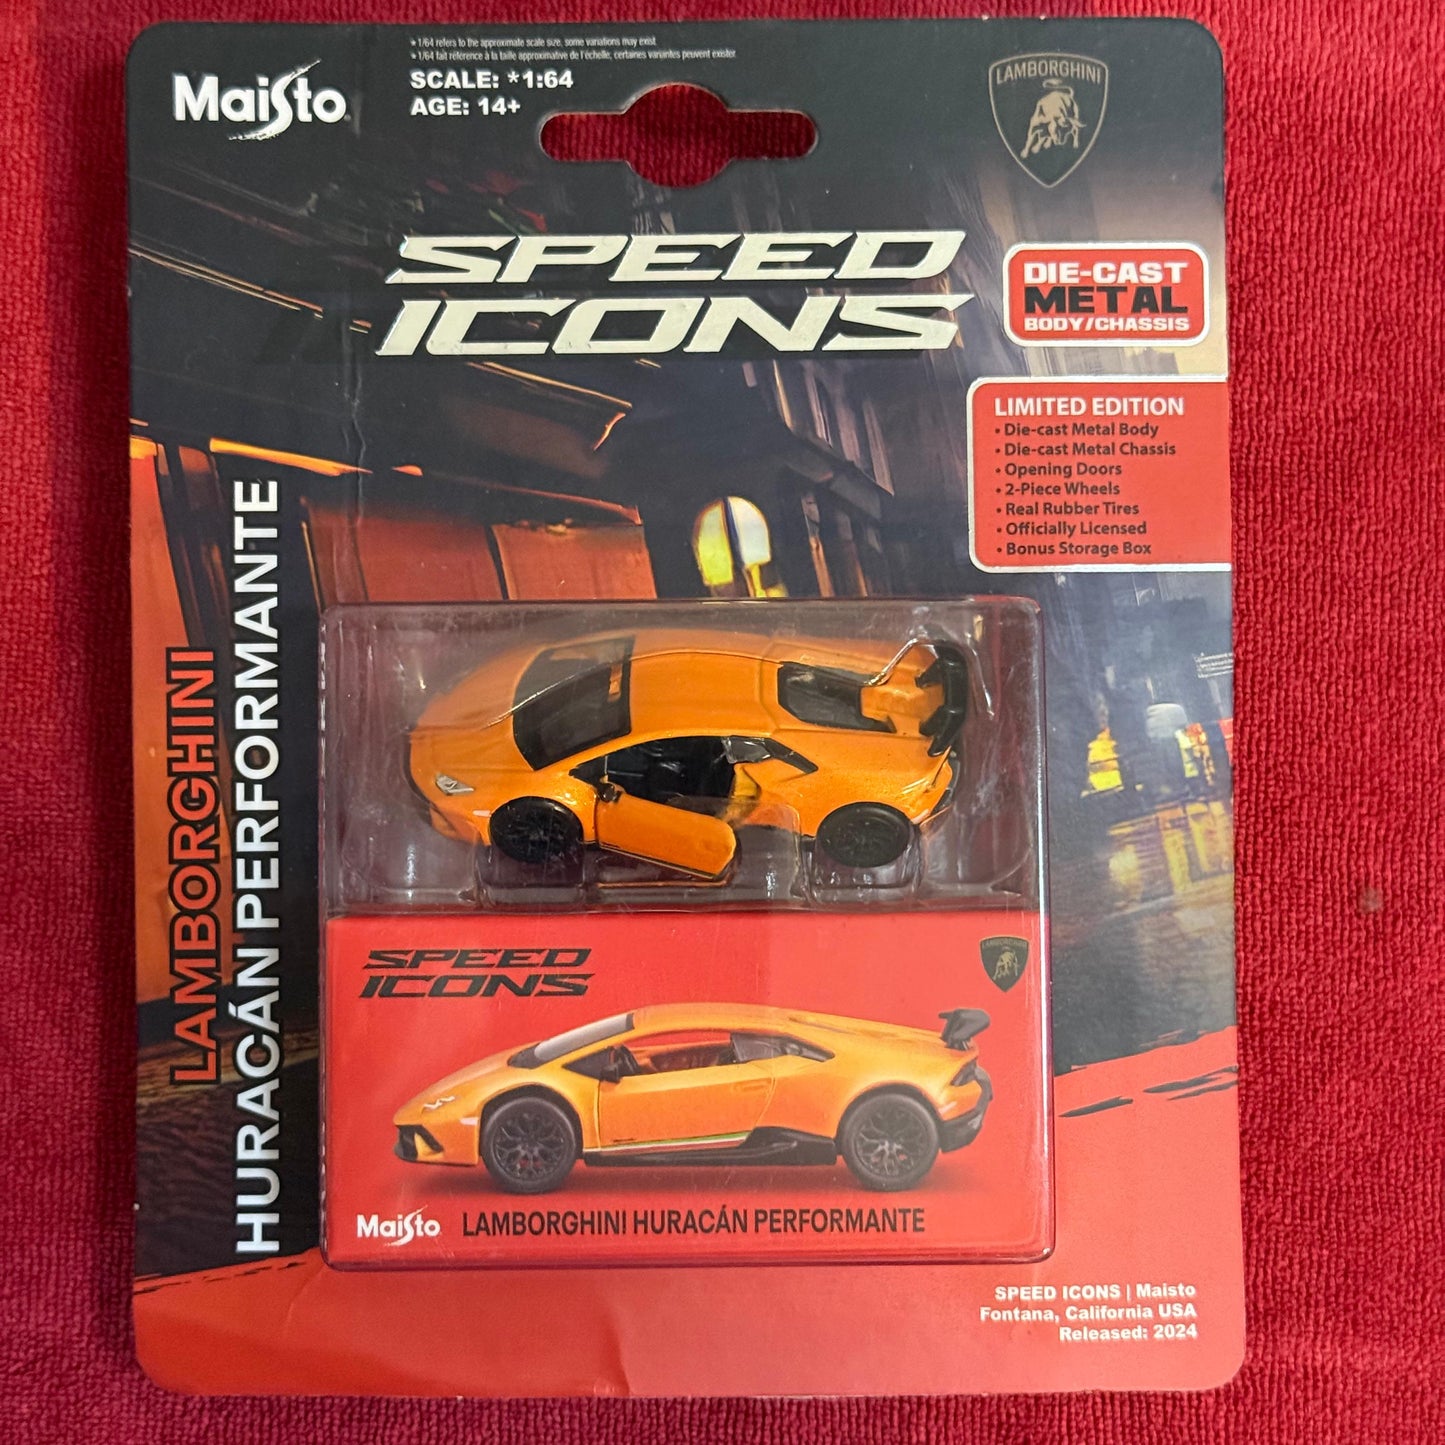 Maisto
*1/64 refers to the approximate scale size, some variations may exist.
*1/64 fait référence à la taille approximative de l'échelle, certaines variantes peuvent exister.
SCALE: *1:64
AGE: 14+
LAMBORGHINI
SPEED
ICONS
DIE-CAST
METAL
BODY/CHASSIS
LIMITED EDITION
• Die-cast Metal Body
• Die-cast Metal Chassis
• Opening Doors
• 2-Piece Wheels
• Real Rubber Tires
• Officially Licensed
• Bonus Storage Box
LAMBORGHINI
HURACÁN PERFORMANTE
SPEED
ICONS
LAMBORGHINI
Maisto LAMBORGHINI HURACÁN PERFORMANTE
SPEED ICONS | Maisto
Fontana, California USA
Released: 2024